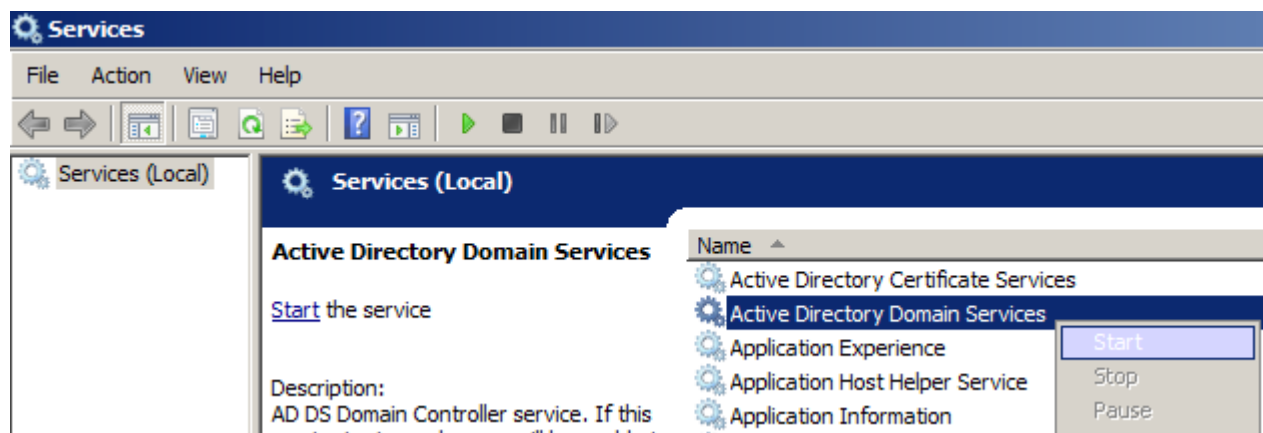 Services
File Action View Help
Services (Local)
Services (Local)
Active Directory Domain Services
Start the service
Description:
AD DS Domain Controller service. If this
Name
Active Directory Certificate Services
Active Directory Domain Services
Application Experience
Application Host Helper Service
Application Information
Start
Stop
Pause